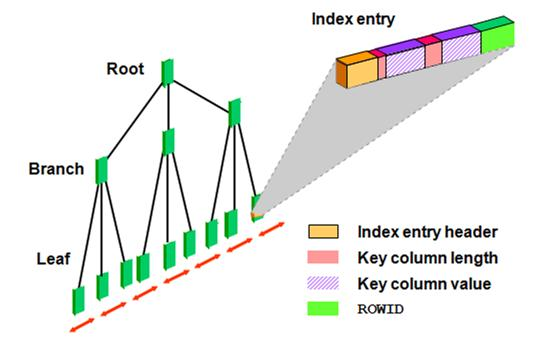 Index entry
Root
Branch
Leaf
Index entry header
Key column length
Key column value
ROWID